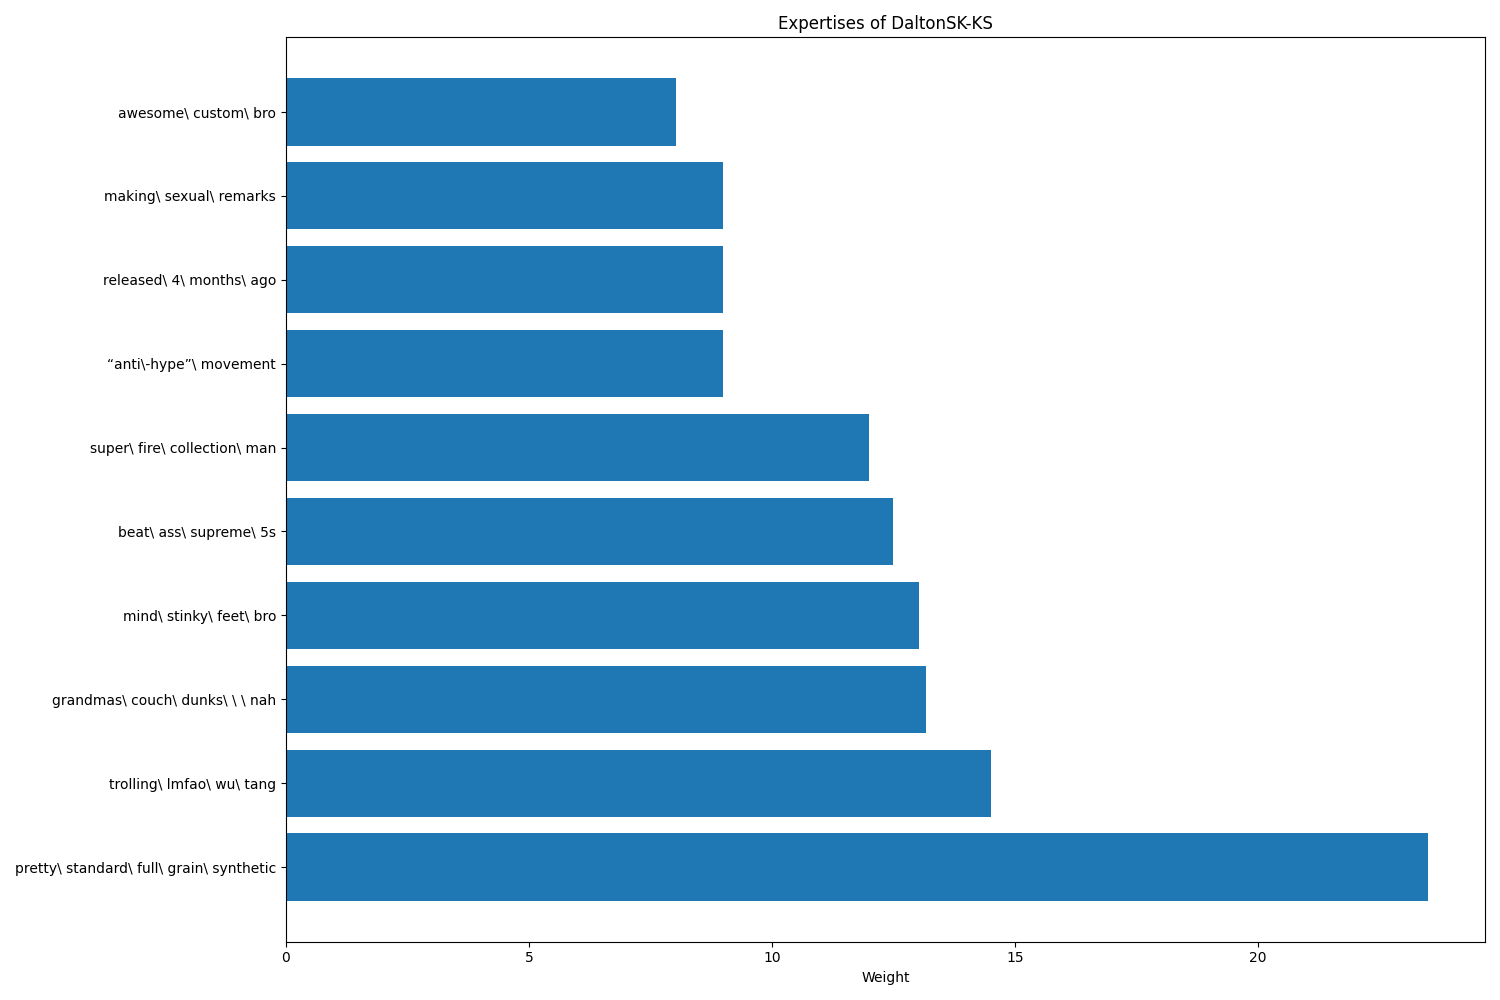 Expertises of DaltonSK-KS
awesome\ custom\ bro
making\ sexual\ remarks
released\ 4\ months\ ago
“anti\-hype”\ movement
super\ fire\ collection\ man
beat\ ass\ supreme\ 5s
mind\ stinky\ feet\ bro
grandmas\ couch\ dunks\ \ \ nah
trolling\ lmfao\ wu\ tang
pretty\ standard\ full\ grain\ synthetic
0 5 10 15 20
Weight